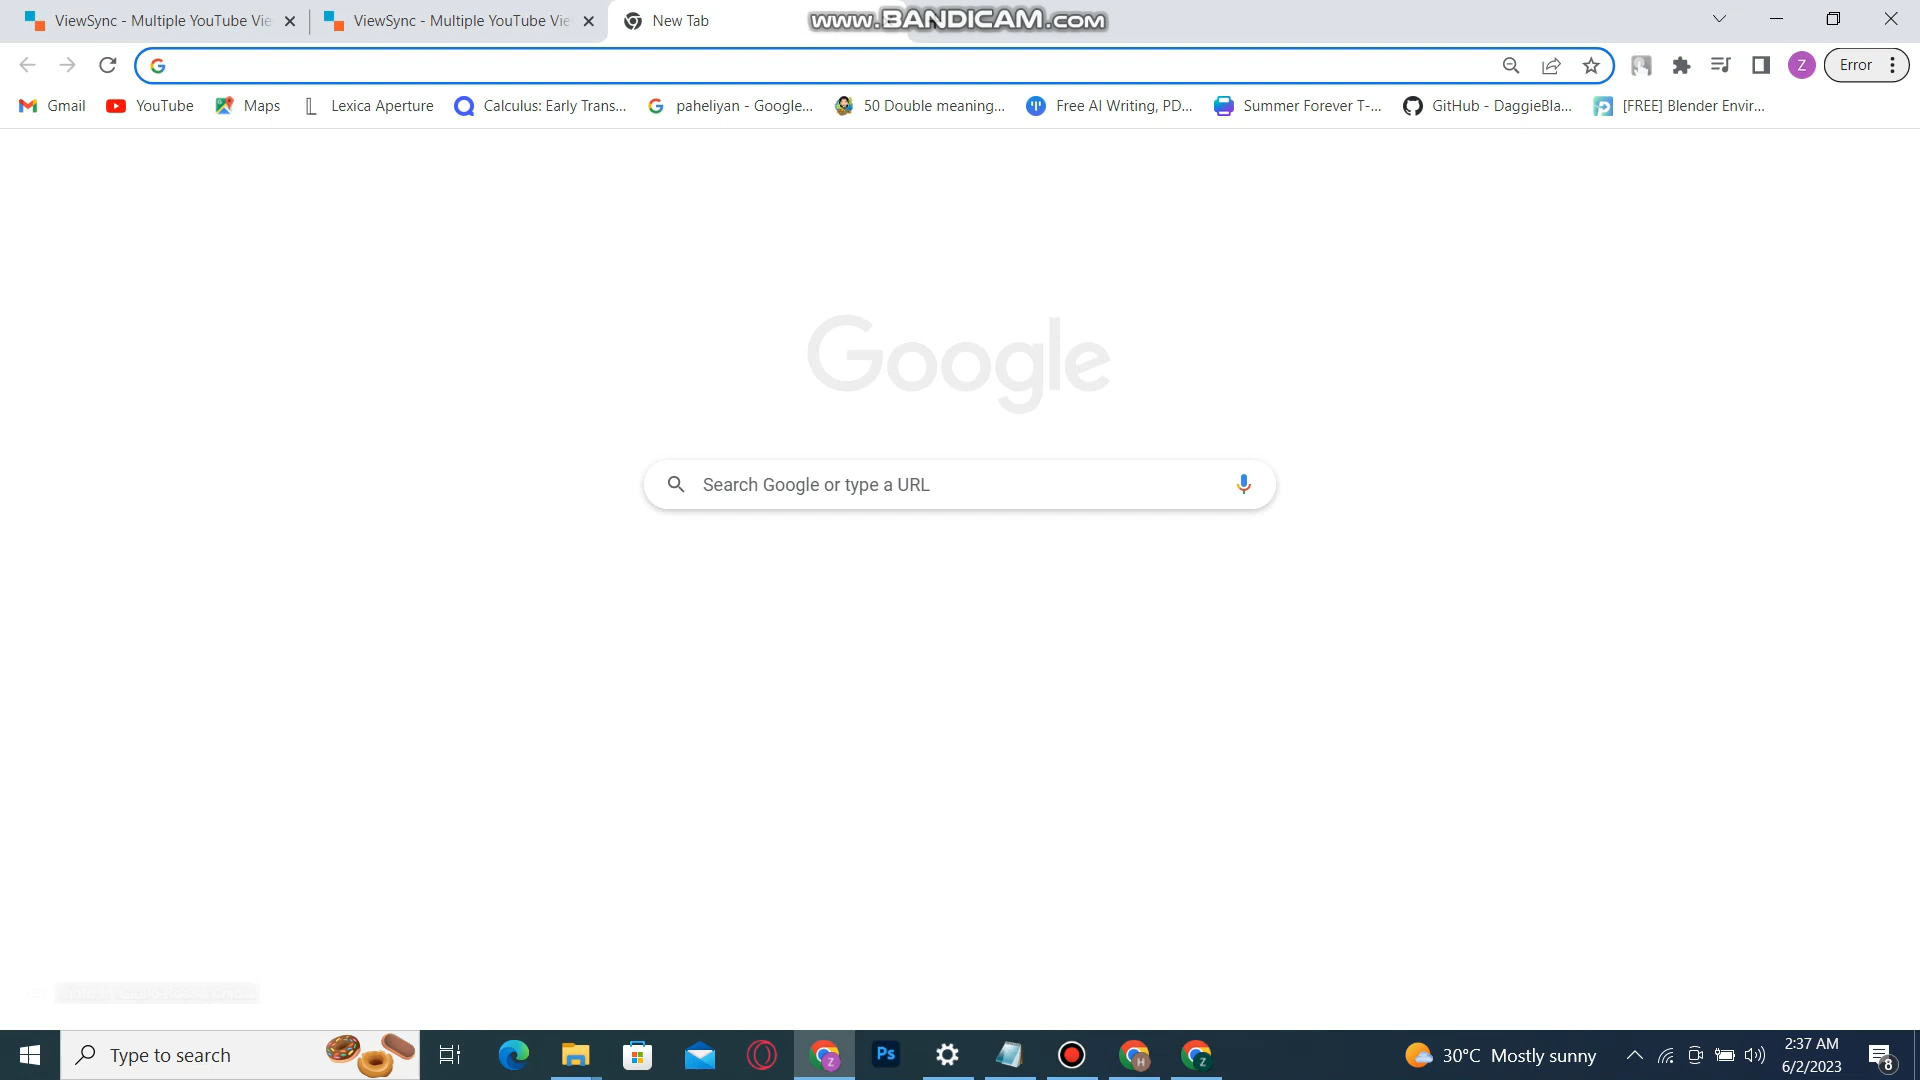 ViewSync - Multiple YouTube Vie
ViewSync - Multiple YouTube Vie
New Tab
www.BANDICAM.com
Z
Error
Gmail
YouTube
Maps
Lexica Aperture
Calculus: Early Trans...
paheliyan - Google...
50 Double meaning...
Free AI Writing, PD...
Summer Forever T-...
GitHub - DaggieBla...
[FREE] Blender Envir...
Google
Search Google or type a URL
Type to search
Z
Ps
H
Z
30°C Mostly sunny
2:37 AM
6/2/2023
8